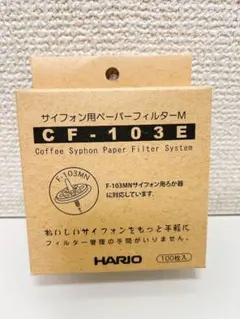 サイフォン用ペーパーフィルターM
CF-103E
Coffee Syphon Paper Filter System
F-103MN
F-103MNサイフォン用ろか器
に対応しています。
おいしいサイフォンをもっと手軽に
フィルター管理の手間がいりません。
HARIO
100枚入